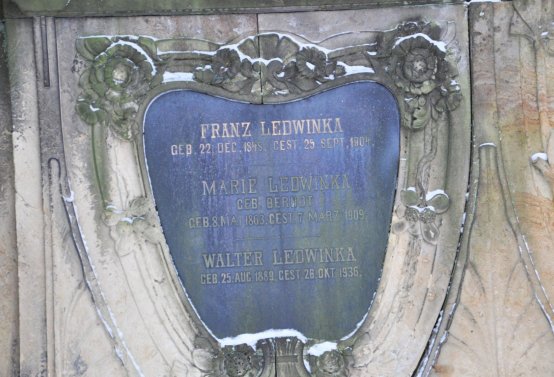 FRANZ LEDWINKA
GEB. 22. DEC. 1845. GEST. 25 SEPT. 1904.
MARIE LEDWINKA
GEB. BERNDT
GEB. 8. MAI 1863. GEST. 7. MÄRZ 1909.
WALTER LEDWINKA
GEB. 25. AUG. 1889. GEST. 28. OKT. 1936.